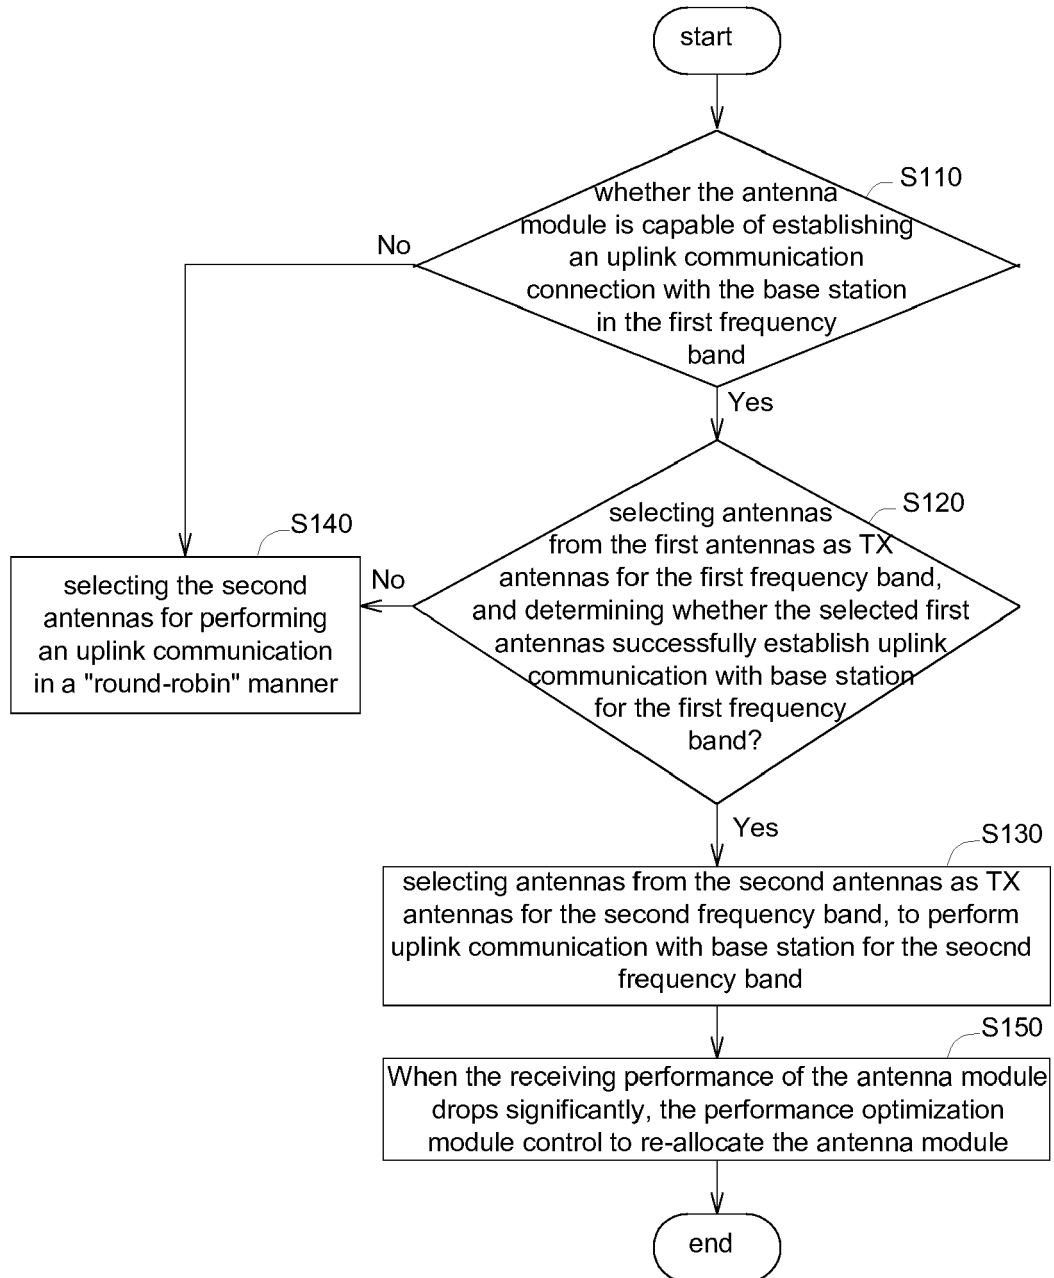 start
S110
whether the antenna
module is capable of establishing
an uplink communication
connection with the base station
in the first frequency
band
No
Yes
S120
selecting antennas
from the first antennas as TX
antennas for the first frequency band,
and determining whether the selected first
antennas successfully establish uplink
communication with base station
for the first frequency
band?
No
S140
selecting the second
antennas for performing
an uplink communication
in a "round-robin" manner
Yes
S130
selecting antennas from the second antennas as TX
antennas for the second frequency band, to perform
uplink communication with base station for the seocnd
frequency band
S150
When the receiving performance of the antenna module
drops significantly, the performance optimization
module control to re-allocate the antenna module
end